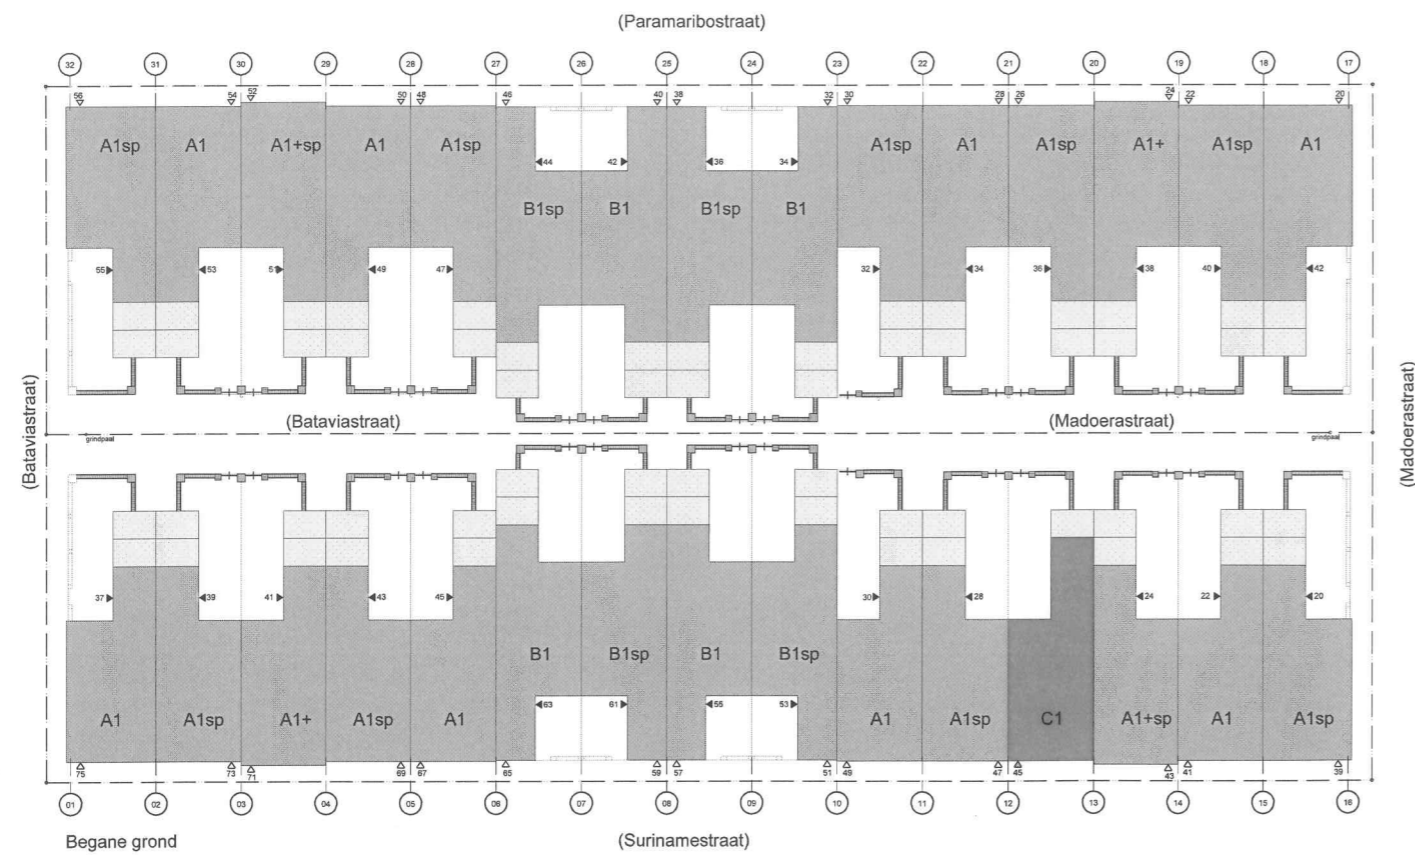 (Paramaribostraat)
32 31 30 29 28 27 26 25 24 23 22 21 20 19 18 17
56 54 52 50 48 46 40 38 32 30 28 26 24 22 20
A1sp A1 A1+sp A1 A1sp A1sp A1 A1sp A1+ A1sp A1
44 42 36 34
B1sp B1 B1sp B1
55 53 51 49 47 32 34 36 38 40 42
(Bataviastraat)
(Bataviastraat) (Madoerastraat)
(Madoerastraat)
grindpaal grindpaal
37 39 41 43 45 30 28 24 22 20
B1 B1sp B1 B1sp
63 61 55 53
A1 A1sp A1+ A1sp A1 A1 A1sp C1 A1+sp A1 A1sp
75 73 71 69 67 65 59 57 51 49 47 45 43 41 39
01 02 03 04 05 06 07 08 09 10 11 12 13 14 15 16
Begane grond (Surinamestraat)